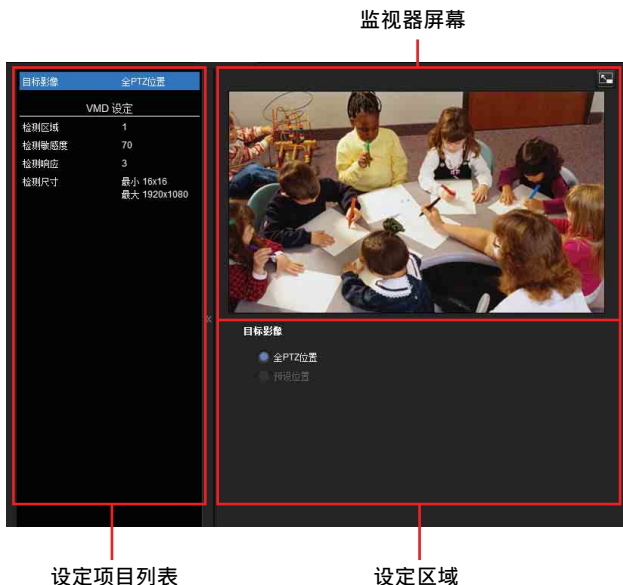 监视器屏幕
目标影像 全PTZ位置
VMD 设定
检测区域 1
检测敏感度 70
检测响应 3
检测尺寸 最小 16x16
最大 1920x1080
目标影像
全PTZ位置
预设位置
设定项目列表
设定区域